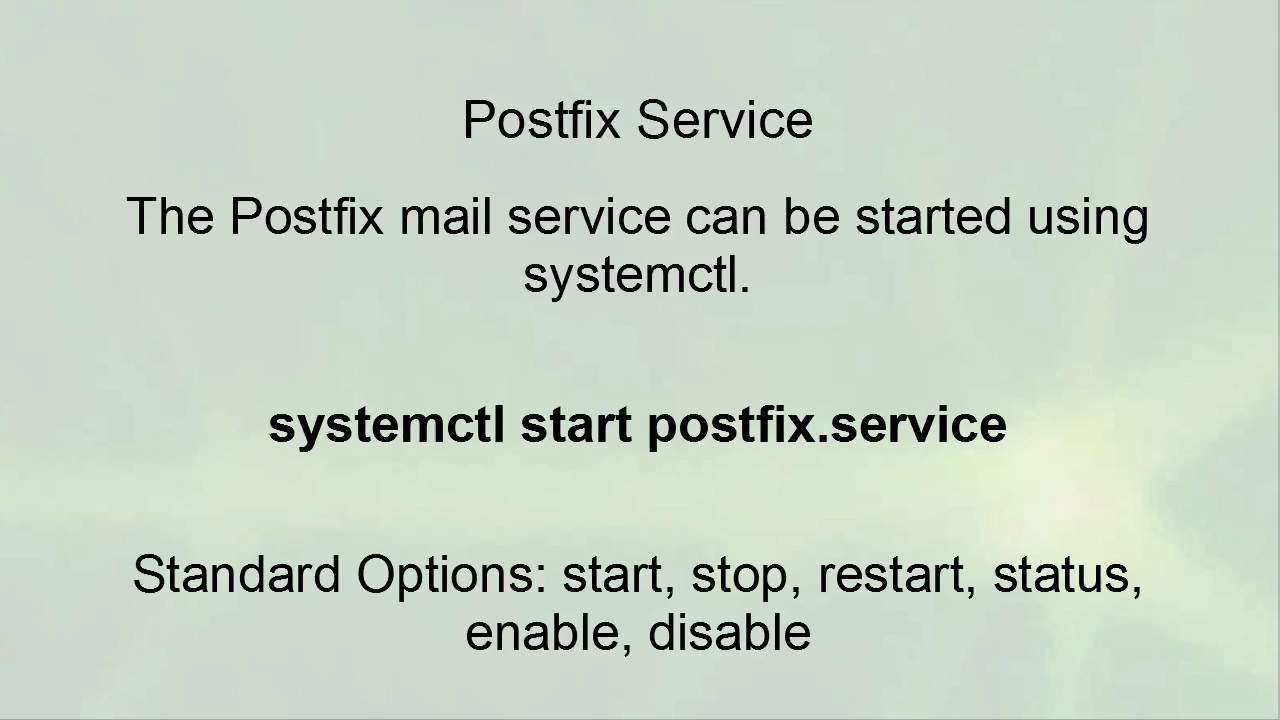 Postfix Service
The Postfix mail service can be started using
systemctl.
systemctl start postfix.service
Standard Options: start, stop, restart, status,
enable, disable